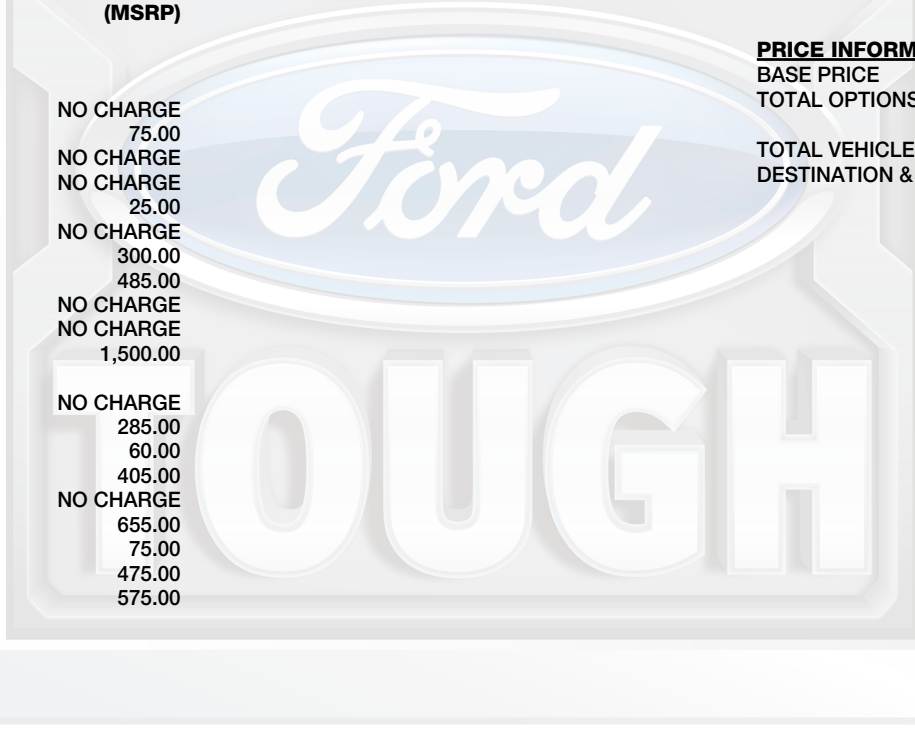 (MSRP)
NO CHARGE
75.00
NO CHARGE
NO CHARGE
25.00
NO CHARGE
300.00
485.00
NO CHARGE
NO CHARGE
1,500.00
NO CHARGE
285.00
60.00
405.00
NO CHARGE
655.00
75.00
475.00
575.00
PRICE INFORM
BASE PRICE
TOTAL OPTIONS
TOTAL VEHICLE
DESTINATION &
Ford
TOUGH